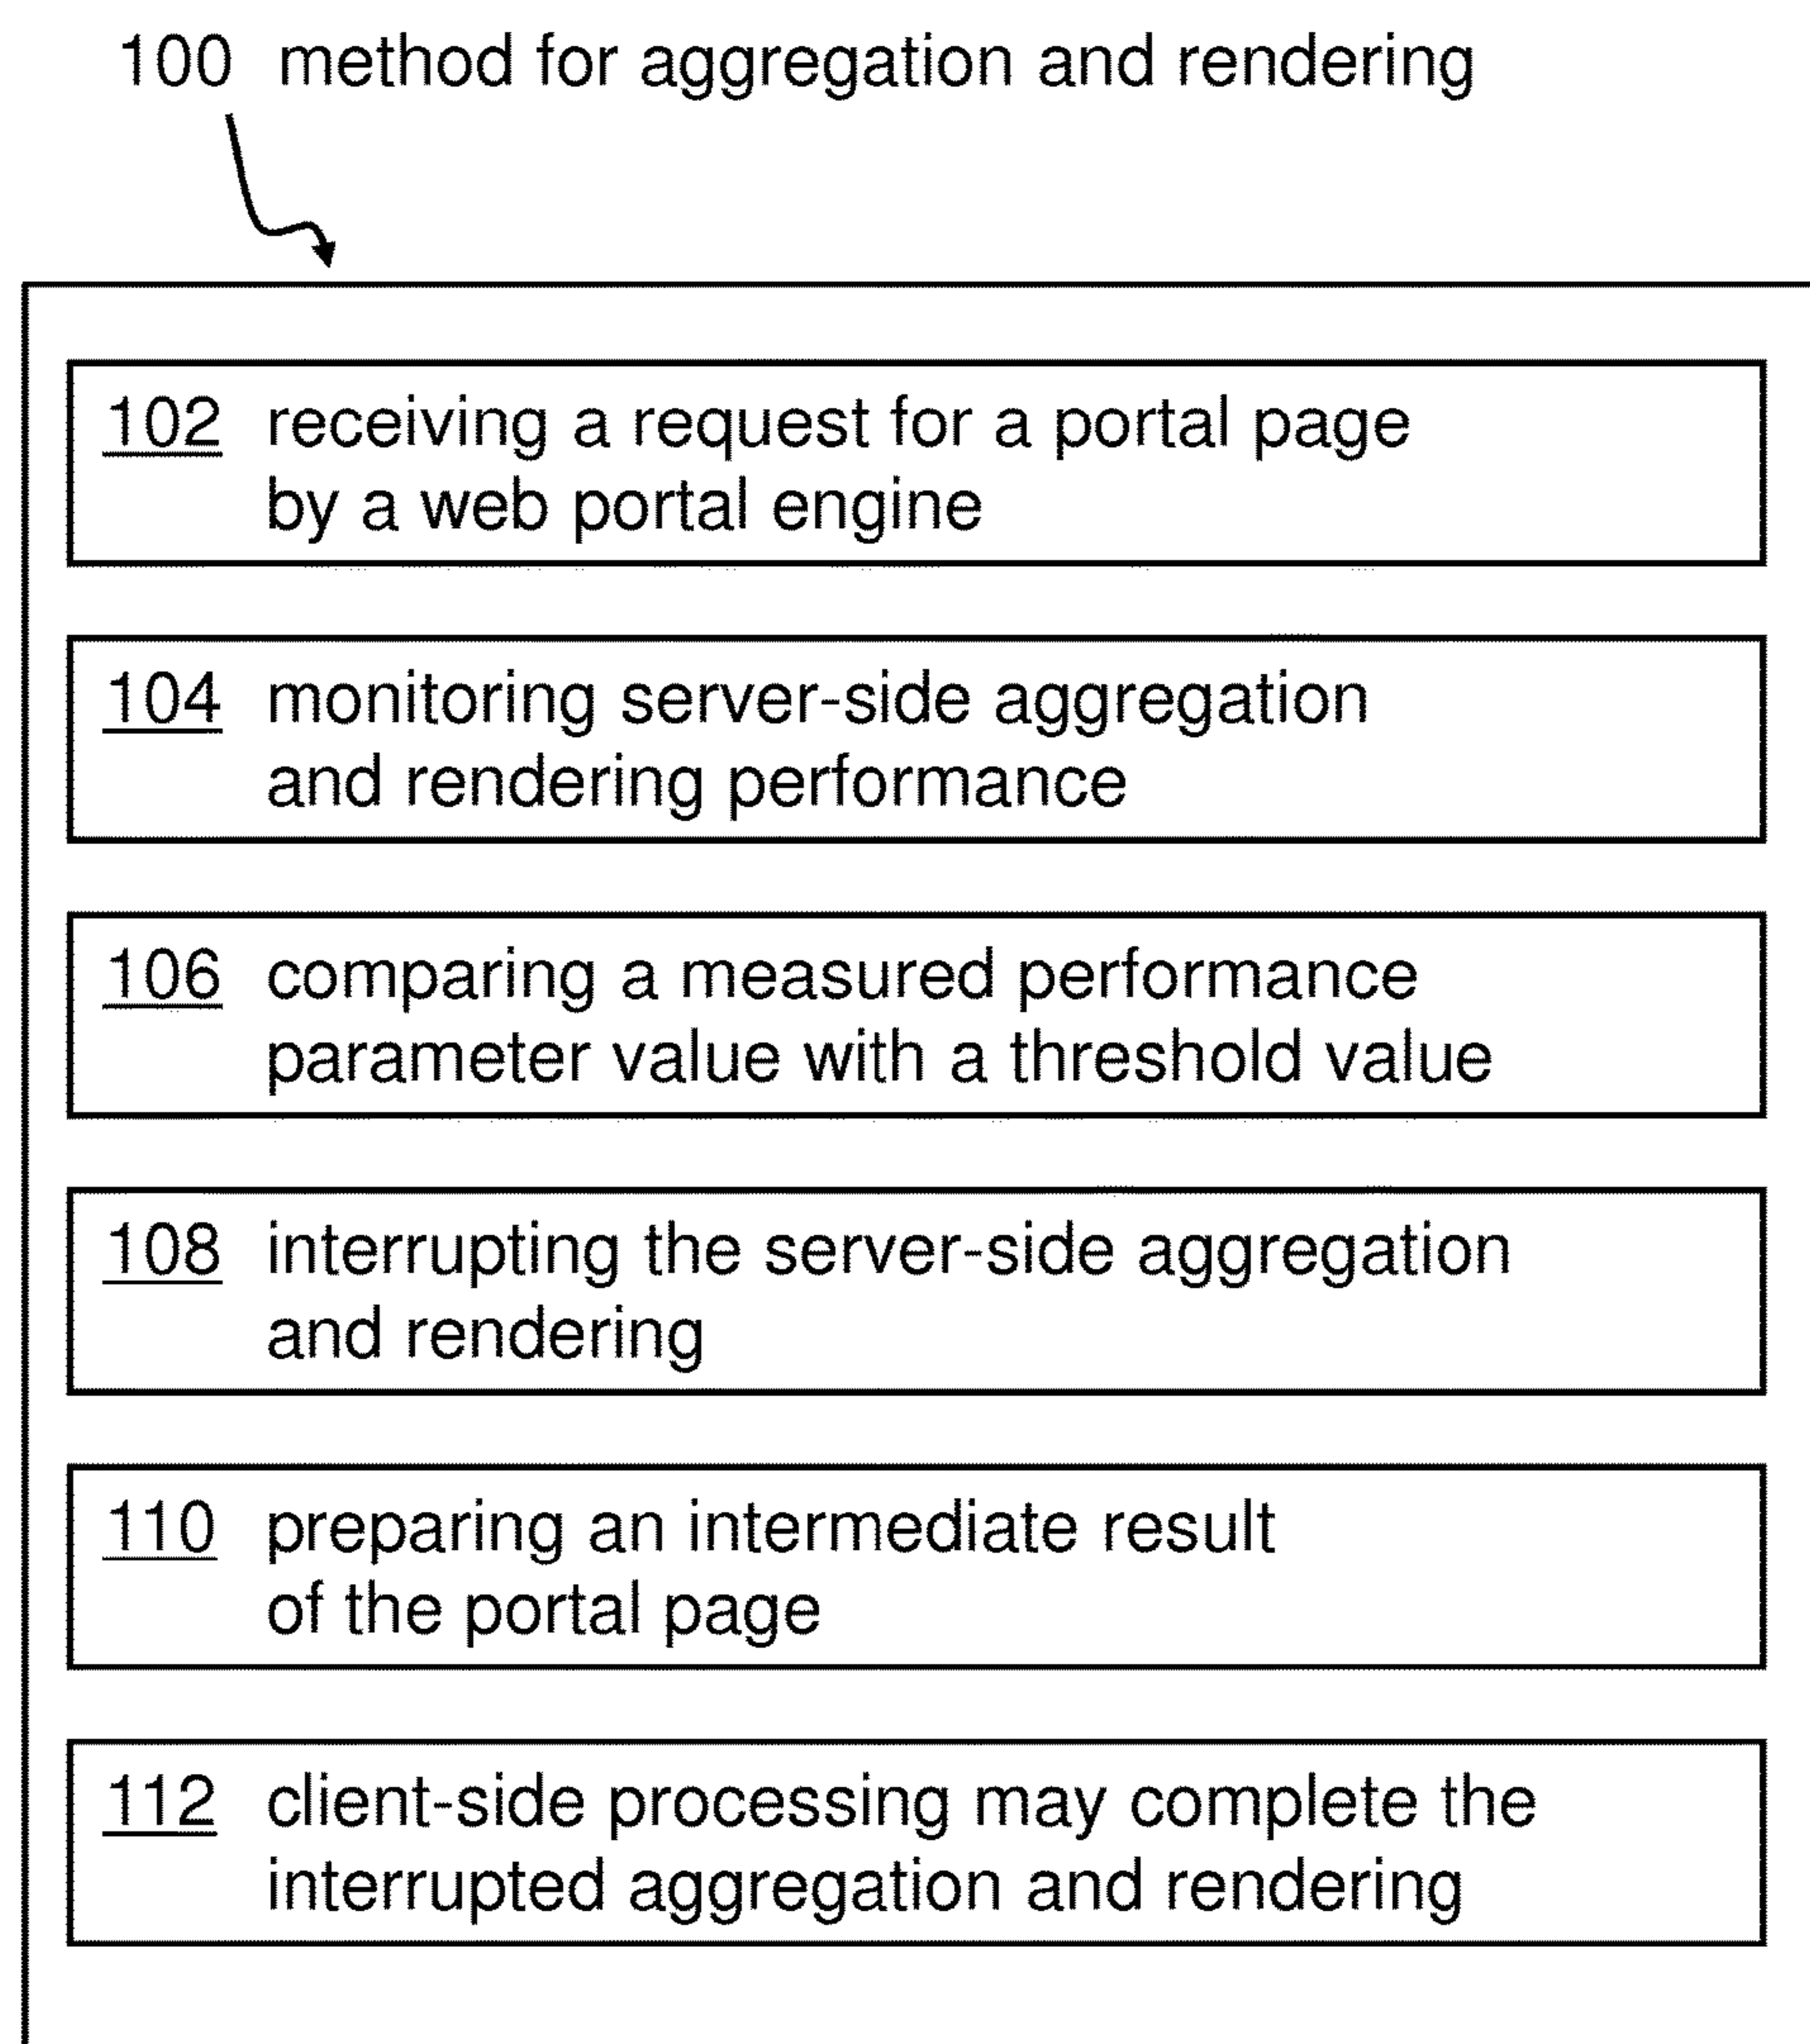 100 method for aggregation and rendering
102 receiving a request for a portal page
by a web portal engine
104 monitoring server-side aggregation
and rendering performance
106 comparing a measured performance
parameter value with a threshold value
108 interrupting the server-side aggregation
and rendering
110 preparing an intermediate result
of the portal page
112 client-side processing may complete the
interrupted aggregation and rendering